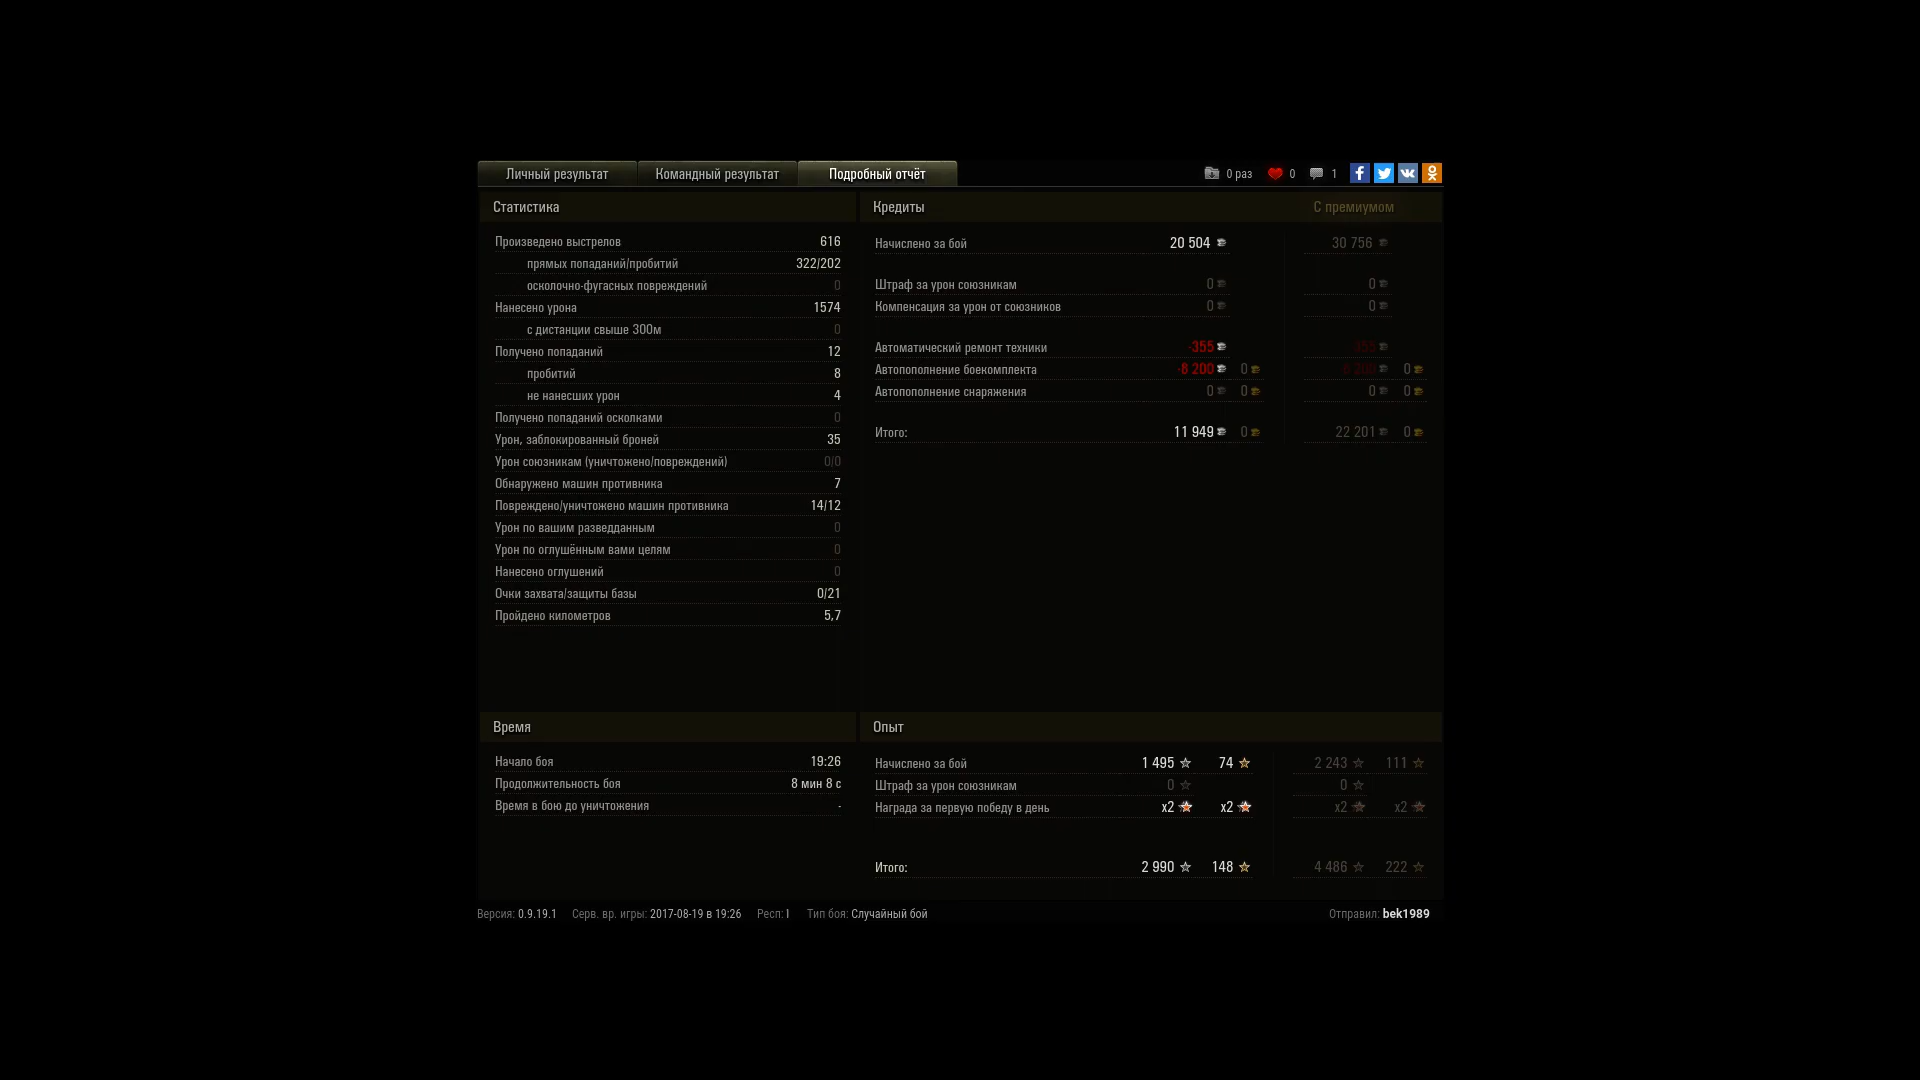 Личный результат Командный результат Подробный отчёт 0 раз 0 1
Статистика
Произведено выстрелов 616
прямых попаданий/пробитий 322/202
осколочно-фугасных повреждений 0
Нанесено урона 1574
с дистанции свыше 300м 0
Получено попаданий 12
пробитий 8
не нанесших урон 4
Получено попаданий осколками 0
Урон, заблокированный броней 35
Урон союзникам (уничтожено/повреждений) 0/0
Обнаружено машин противника 7
Повреждено/уничтожено машин противника 14/12
Урон по вашим разведданным 0
Урон по оглушённым вами целям 0
Нанесено оглушений 0
Очки захвата/защиты базы 0/21
Пройдено километров 5,7
Кредиты С премиумом
Начислено за бой 20 504 30 756
Штраф за урон союзникам 0 0
Компенсация за урон от союзников 0 0
Автоматический ремонт техники -355 -355
Автопополнение боекомплекта -8 200 0 -8 200 0
Автопополнение снаряжения 0 0 0 0
Итого: 11 949 0 22 201 0
Время
Начало боя 19:26
Продолжительность боя 8 мин 8 с
Время в бою до уничтожения -
Опыт
Начислено за бой 1 495 74 2 243 111
Штраф за урон союзникам 0 0
Награда за первую победу в день x2 x2 x2 x2
Итого: 2 990 148 4 486 222
Версия: 0.9.19.1 Серв. вр. игры: 2017-08-19 в 19:26 Респ: 1 Тип боя: Случайный бой Отправил: bek1989